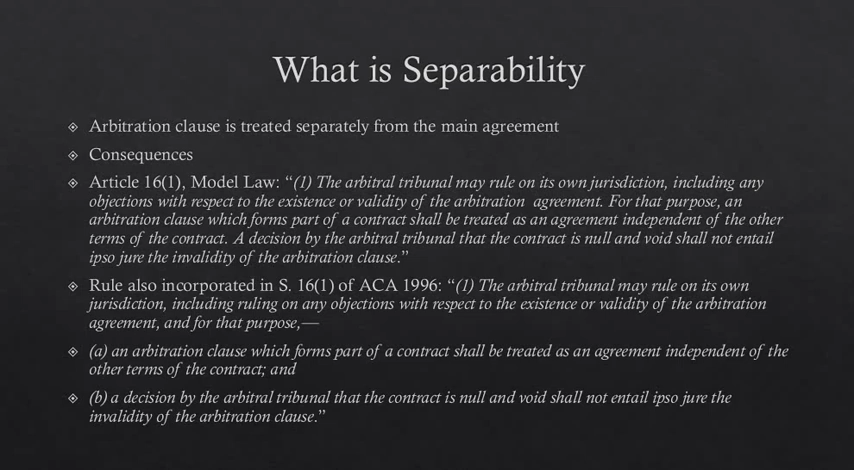 What is Separability
Arbitration clause is treated separately from the main agreement
Consequences
Article 16(1), Model Law: “(1) The arbitral tribunal may rule on its own jurisdiction, including any
objections with respect to the existence or validity of the arbitration agreement. For that purpose, an
arbitration clause which forms part of a contract shall be treated as an agreement independent of the other
terms of the contract. A decision by the arbitral tribunal that the contract is null and void shall not entail
ipso jure the invalidity of the arbitration clause.”
Rule also incorporated in S. 16(1) of ACA 1996: “(1) The arbitral tribunal may rule on its own
jurisdiction, including ruling on any objections with respect to the existence or validity of the arbitration
agreement, and for that purpose,—
(a) an arbitration clause which forms part of a contract shall be treated as an agreement independent of the
other terms of the contract; and
(b) a decision by the arbitral tribunal that the contract is null and void shall not entail ipso jure the
invalidity of the arbitration clause.”